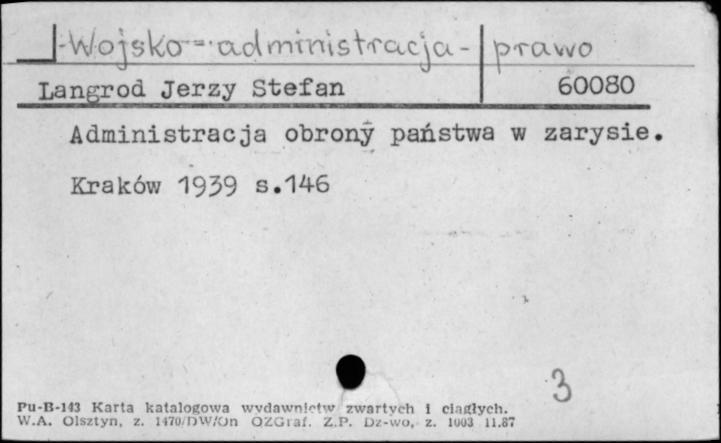 -Wojsko - administracja - prawo
Langrod Jerzy Stefan 60080
Administracja obrony państwa w zarysie.
Kraków 1939 s.146
3
Pu-B-143 Karta katalogowa wydawnictw zwartych i ciągłych.
W.A. Olsztyn, z. 1470/DW/On OZGraf. Z.P. Dz-wo, z. 1003 11.87